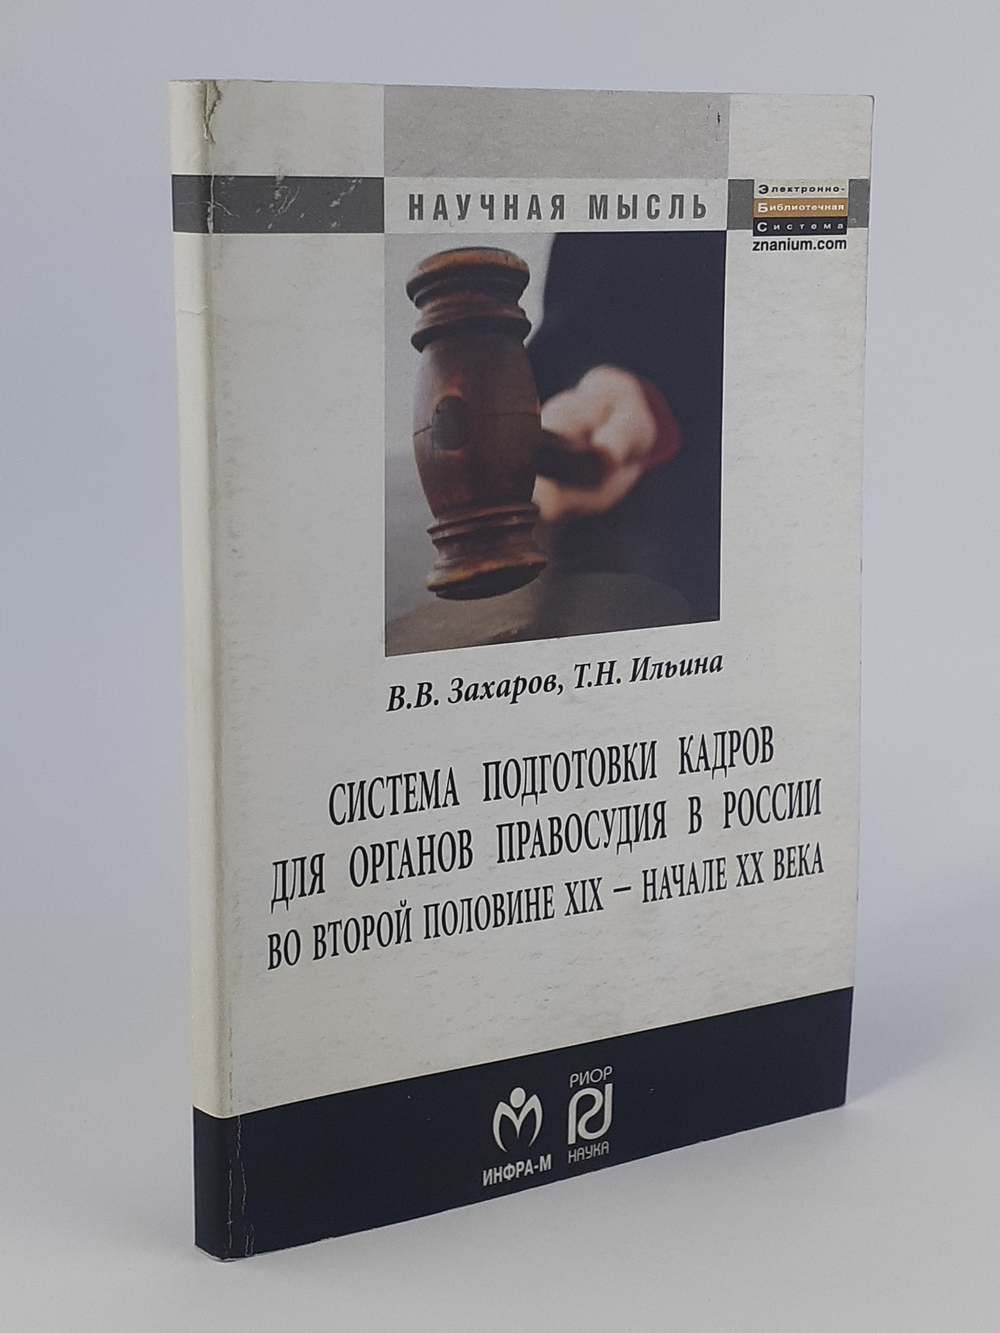 НАУЧНАЯ МЫСЛЬ
Электронно-
Библиотечная
Система
znanium.com
В.В. Захаров, Т.Н. Ильина
СИСТЕМА ПОДГОТОВКИ КАДРОВ
ДЛЯ ОРГАНОВ ПРАВОСУДИЯ В РОССИИ
ВО ВТОРОЙ ПОЛОВИНЕ XIX – НАЧАЛЕ XX ВЕКА
ИНФРА-М
РИОР
НАУКА